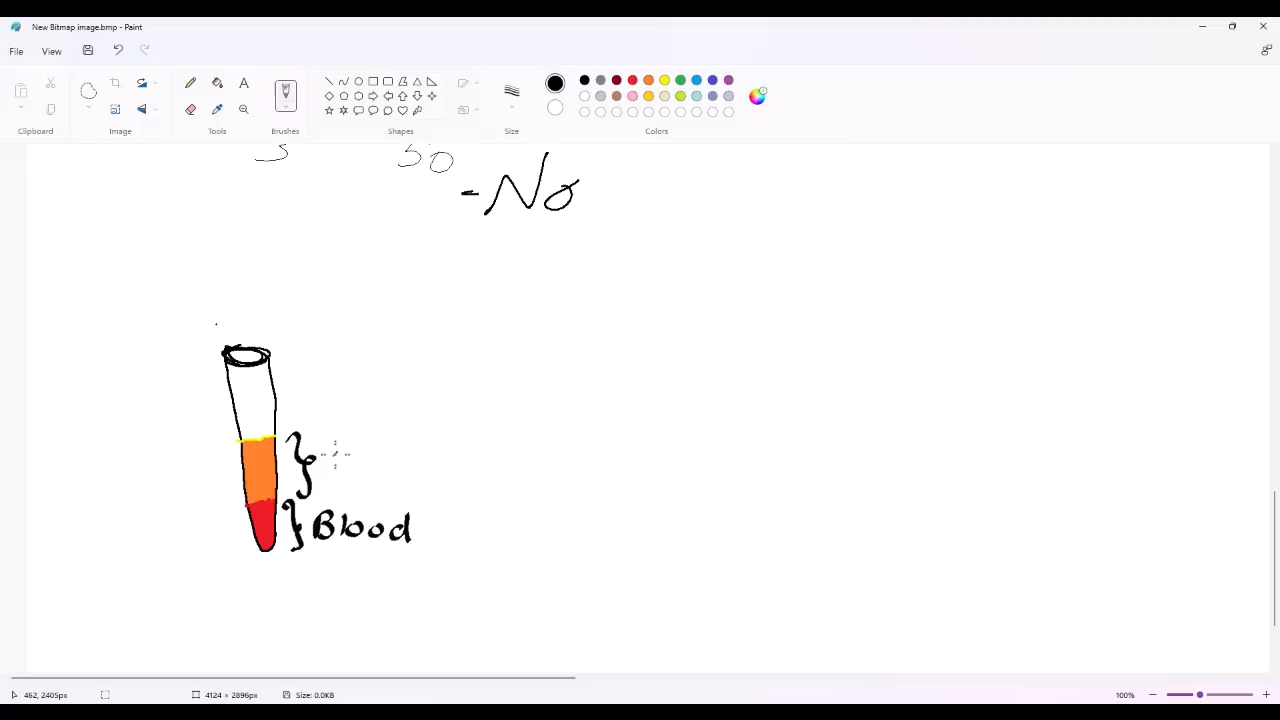 New Bitmap image.bmp - Paint
File View
Clipboard Image Tools Brushes Shapes Size Colors
50
- No
Blood
462, 2405px 4124 × 2896px Size: 0.0KB 100%